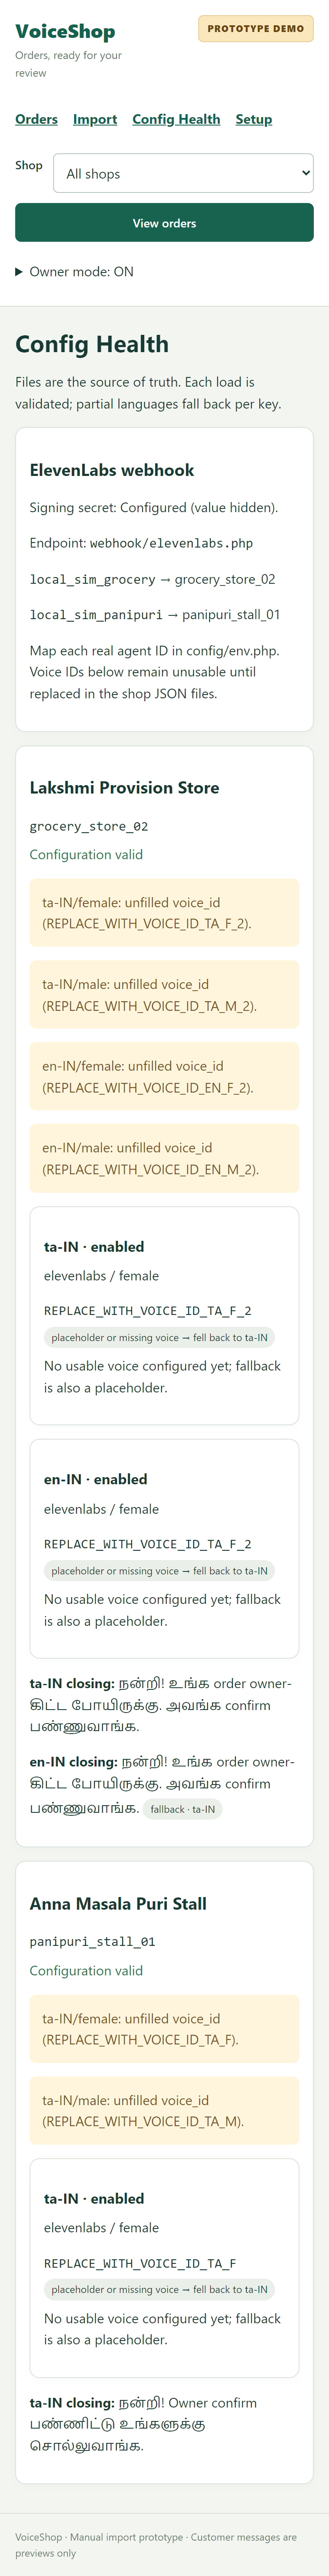 VoiceShop
PROTOTYPE DEMO
Orders, ready for your
review
Orders Import Config Health Setup
Shop
All shops
View orders
▶ Owner mode: ON
Config Health
Files are the source of truth. Each load is
validated; partial languages fall back per key.
ElevenLabs webhook
Signing secret: Configured (value hidden).
Endpoint: webhook/elevenlabs.php
local_sim_grocery → grocery_store_02
local_sim_panipuri → panipuri_stall_01
Map each real agent ID in config/env.php.
Voice IDs below remain unusable until
replaced in the shop JSON files.
Lakshmi Provision Store
grocery_store_02
Configuration valid
ta-IN/female: unfilled voice_id
(REPLACE_WITH_VOICE_ID_TA_F_2).
ta-IN/male: unfilled voice_id
(REPLACE_WITH_VOICE_ID_TA_M_2).
en-IN/female: unfilled voice_id
(REPLACE_WITH_VOICE_ID_EN_F_2).
en-IN/male: unfilled voice_id
(REPLACE_WITH_VOICE_ID_EN_M_2).
ta-IN · enabled
elevenlabs / female
REPLACE_WITH_VOICE_ID_TA_F_2
placeholder or missing voice → fell back to ta-IN
No usable voice configured yet; fallback
is also a placeholder.
en-IN · enabled
elevenlabs / female
REPLACE_WITH_VOICE_ID_TA_F_2
placeholder or missing voice → fell back to ta-IN
No usable voice configured yet; fallback
is also a placeholder.
ta-IN closing: நன்றி! உங்க order owner-
கிட்ட போயிருக்கு. அவங்க confirm
பண்ணுவாங்க.
en-IN closing: நன்றி! உங்க order owner-
கிட்ட போயிருக்கு. அவங்க confirm
பண்ணுவாங்க. fallback · ta-IN
Anna Masala Puri Stall
panipuri_stall_01
Configuration valid
ta-IN/female: unfilled voice_id
(REPLACE_WITH_VOICE_ID_TA_F).
ta-IN/male: unfilled voice_id
(REPLACE_WITH_VOICE_ID_TA_M).
ta-IN · enabled
elevenlabs / female
REPLACE_WITH_VOICE_ID_TA_F
placeholder or missing voice → fell back to ta-IN
No usable voice configured yet; fallback
is also a placeholder.
ta-IN closing: நன்றி! Owner confirm
பண்ணிட்டு உங்களுக்கு
சொல்லுவாங்க.
VoiceShop · Manual import prototype · Customer messages are
previews only